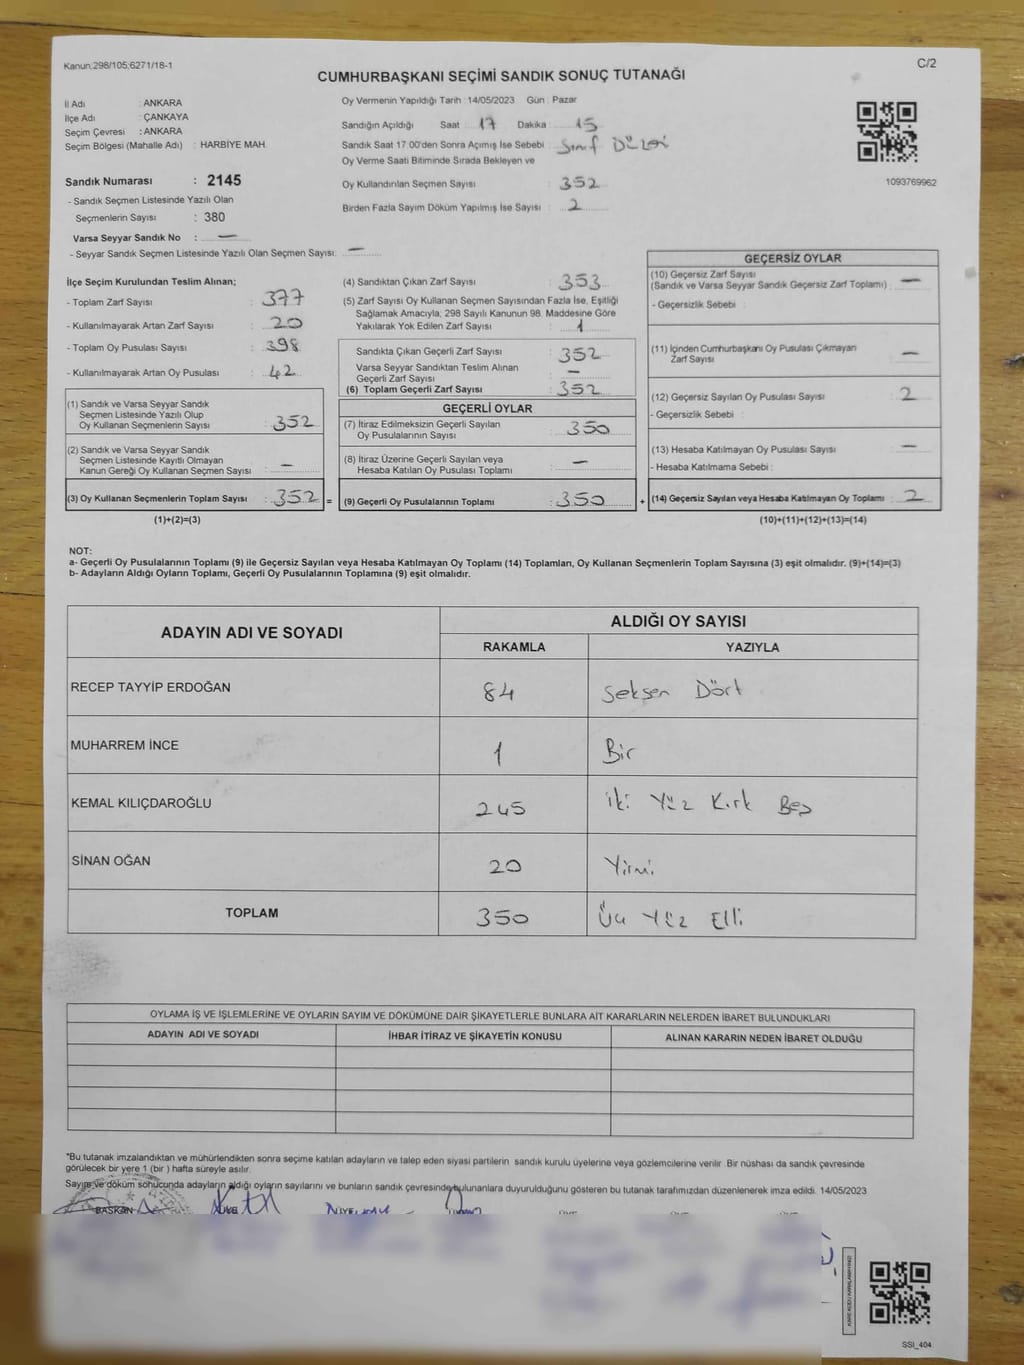 Kanun;298/105;6271/18-1
C/2
CUMHURBAŞKANI SEÇİMİ SANDIK SONUÇ TUTANAĞI
İl Adı : ANKARA
İlçe Adı : ÇANKAYA
Seçim Çevresi : ANKARA
Seçim Bölgesi (Mahalle Adı) : HARBİYE MAH.
Sandık Numarası : 2145
- Sandık Seçmen Listesinde Yazılı Olan
Seçmenlerin Sayısı : 380
Varsa Seyyar Sandık No : —
- Seyyar Sandık Seçmen Listesinde Yazılı Olan Seçmen Sayısı: —
Oy Vermenin Yapıldığı Tarih : 14/05/2023 Gün : Pazar
Sandığın Açıldığı Saat : 17 Dakika : 15
Sandık Saat 17.00'den Sonra Açılmış İse Sebebi : Sınıf Düzeni
Oy Verme Saati Bitiminde Sırada Bekleyen ve
Oy Kullandırılan Seçmen Sayısı : 352
Birden Fazla Sayım Döküm Yapılmış İse Sayısı : 2
1093769962
İlçe Seçim Kurulundan Teslim Alınan;
- Toplam Zarf Sayısı : 377
- Kullanılmayarak Artan Zarf Sayısı : 20
- Toplam Oy Pusulası Sayısı : 398
- Kullanılmayarak Artan Oy Pusulası : 42
(1) Sandık ve Varsa Seyyar Sandık
Seçmen Listesinde Yazılı Olup
Oy Kullanan Seçmenlerin Sayısı : 352
(2) Sandık ve Varsa Seyyar Sandık
Seçmen Listesinde Kayıtlı Olmayan
Kanun Gereği Oy Kullanan Seçmen Sayısı : —
(3) Oy Kullanan Seçmenlerin Toplam Sayısı : 352 =
(1)+(2)=(3)
(4) Sandıktan Çıkan Zarf Sayısı : 353
(5) Zarf Sayısı Oy Kullanan Seçmen Sayısından Fazla İse, Eşitliği
Sağlamak Amacıyla; 298 Sayılı Kanunun 98. Maddesine Göre
Yakılarak Yok Edilen Zarf Sayısı : 1
Sandıkta Çıkan Geçerli Zarf Sayısı : 352
Varsa Seyyar Sandıktan Teslim Alınan
Geçerli Zarf Sayısı : —
(6) Toplam Geçerli Zarf Sayısı : 352
GEÇERLİ OYLAR
(7) İtiraz Edilmeksizin Geçerli Sayılan
Oy Pusulalarının Sayısı : 350
(8) İtiraz Üzerine Geçerli Sayılan veya
Hesaba Katılan Oy Pusulası Toplamı : —
(9) Geçerli Oy Pusulalarının Toplamı : 350 +
GEÇERSİZ OYLAR
(10) Geçersiz Zarf Sayısı
(Sandık ve Varsa Seyyar Sandık Geçersiz Zarf Toplamı) : —
- Geçersizlik Sebebi :
(11) İçinden Cumhurbaşkanı Oy Pusulası Çıkmayan
Zarf Sayısı : —
(12) Geçersiz Sayılan Oy Pusulası Sayısı : 2
- Geçersizlik Sebebi :
(13) Hesaba Katılmayan Oy Pusulası Sayısı : —
- Hesaba Katılmama Sebebi :
(14) Geçersiz Sayılan veya Hesaba Katılmayan Oy Toplamı : 2
(10)+(11)+(12)+(13)=(14)
NOT:
a- Geçerli Oy Pusulalarının Toplamı (9) ile Geçersiz Sayılan veya Hesaba Katılmayan Oy Toplamı (14) Toplamları, Oy Kullanan Seçmenlerin Toplam Sayısına (3) eşit olmalıdır. (9)+(14)=(3)
b- Adayların Aldığı Oyların Toplamı, Geçerli Oy Pusulalarının Toplamına (9) eşit olmalıdır.
ADAYIN ADI VE SOYADI ALDIĞI OY SAYISI
RAKAMLA YAZIYLA
RECEP TAYYİP ERDOĞAN 84 Seksen Dört
MUHARREM İNCE 1 Bir
KEMAL KILIÇDAROĞLU 245 İki Yüz Kırk Beş
SİNAN OĞAN 20 Yirmi
TOPLAM 350 Üç Yüz Elli
OYLAMA İŞ VE İŞLEMLERİNE VE OYLARIN SAYIM VE DÖKÜMÜNE DAİR ŞİKAYETLERLE BUNLARA AİT KARARLARIN NELERDEN İBARET BULUNDUKLARI
ADAYIN ADI VE SOYADI İHBAR İTİRAZ VE ŞİKAYETİN KONUSU ALINAN KARARIN NEDEN İBARET OLDUĞU
*Bu tutanak imzalandıktan ve mühürlendikten sonra seçime katılan adayların ve talep eden siyasi partilerin sandık kurulu üyelerine veya gözlemcilerine verilir. Bir nüshası da sandık çevresinde
görülecek bir yere 1 (bir ) hafta süreyle asılır.
Sayım ve döküm sonucunda adayların aldığı oyların sayılarını ve bunların sandık çevresinde bulunanlara duyurulduğunu gösteren bu tutanak tarafımızdan düzenlenerek imza edildi. 14/05/2023
BAŞKAN
SSI_404